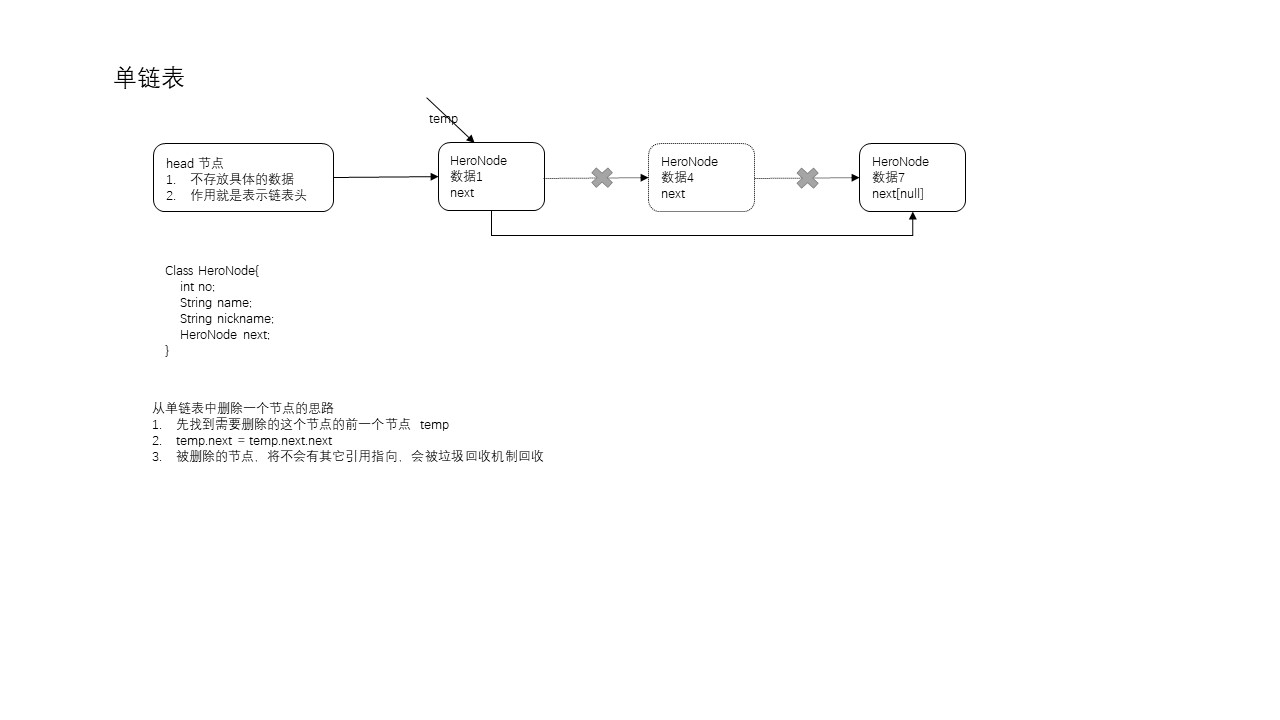 单链表
temp
head 节点
1. 不存放具体的数据
2. 作用就是表示链表头
HeroNode
数据1
next
HeroNode
数据4
next
HeroNode
数据7
next[null]
Class HeroNode{
int no;
String name;
String nickname;
HeroNode next;
}
从单链表中删除一个节点的思路
1. 先找到需要删除的这个节点的前一个节点 temp
2. temp.next = temp.next.next
3. 被删除的节点，将不会有其它引用指向，会被垃圾回收机制回收